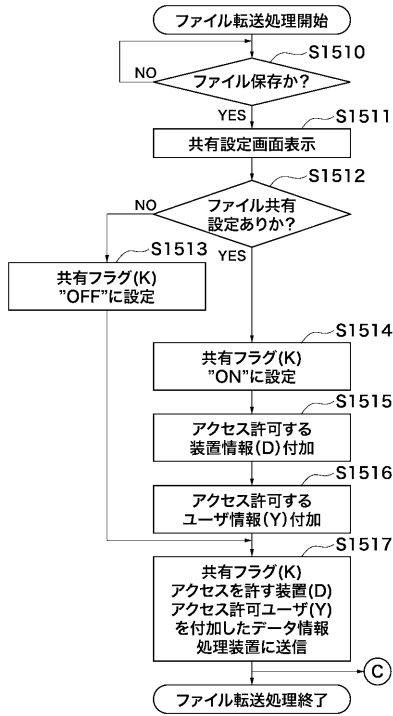 ファイル転送処理開始
S1510
NO
ファイル保存か?
YES
S1511
共有設定画面表示
S1512
NO
ファイル共有
設定ありか?
S1513
YES
共有フラグ(K)
”OFF”に設定
S1514
共有フラグ(K)
"ON"に設定
S1515
アクセス許可する
装置情報(D)付加
S1516
アクセス許可する
ユーザ情報(Y)付加
S1517
共有フラグ(K)
アクセスを許す装置(D)
アクセス許可ユーザ(Y)
を付加したデータ情報
処理装置に送信
C
ファイル転送処理終了